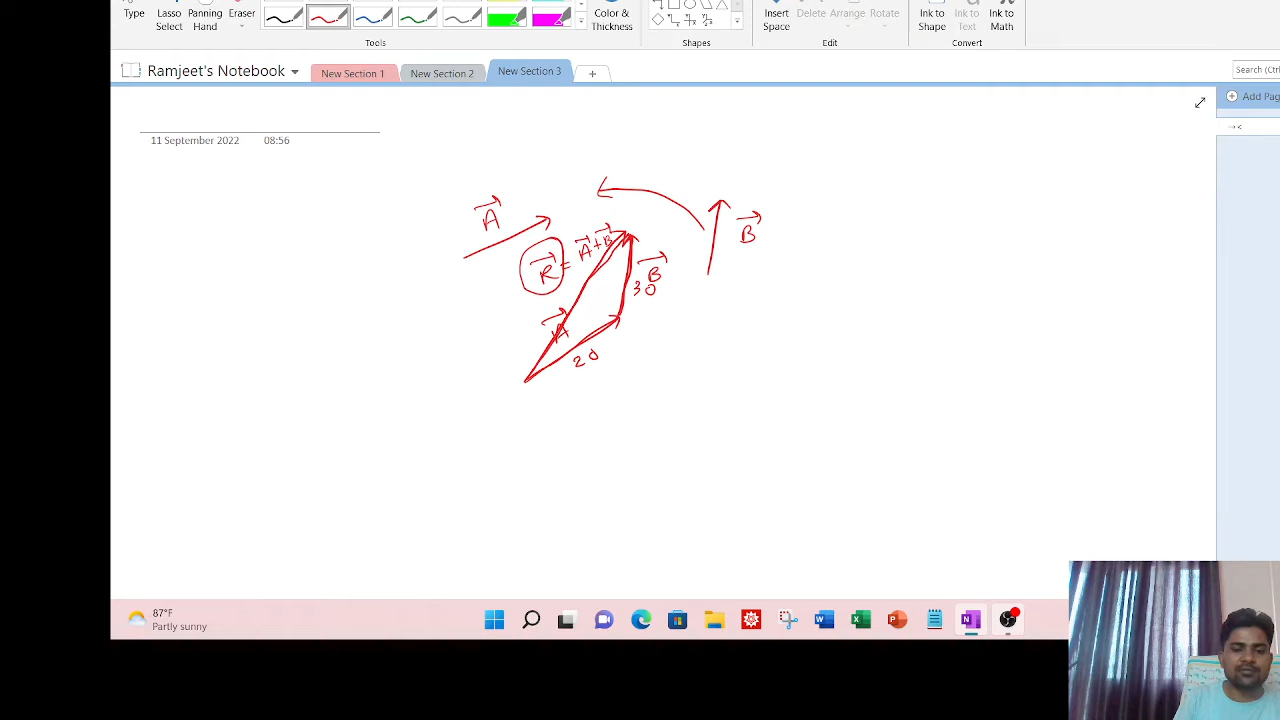 Type
Lasso
Select
Panning
Hand
Eraser
Color &
Thickness
Insert
Space
Delete
Arrange
Rotate
Ink to
Shape
Ink to
Text
Ink to
Math
Tools
Shapes
Edit
Convert
Ramjeet's Notebook
New Section 1
New Section 2
New Section 3
Search (Ctrl
Add Pag
11 September 2022 08:56
A
B
R = A + B
B
30
A
20
87°F
Partly sunny